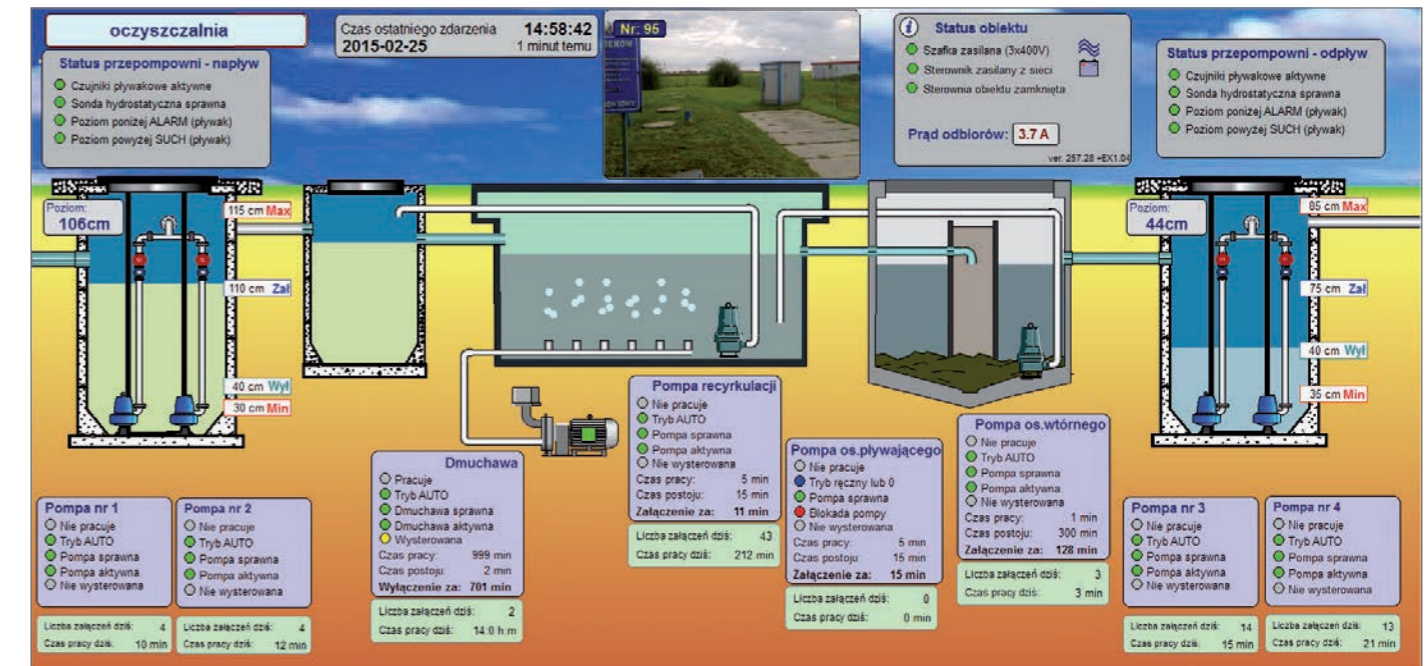 oczyszczalnia
Status przepompowni - napływ
Czujniki pływakowe aktywne
Sonda hydrostatyczna sprawna
Poziom poniżej ALARM (pływak)
Poziom powyżej SUCH (pływak)
Czas ostatniego zdarzenia 14:58:42
2015-02-25 1 minut temu
Nr: 95
Status obiektu
Szafka zasilana (3x400V)
Sterownik zasilany z sieci
Sterownia obiektu zamknięta
Prąd odbiorów: 3.7 A
ver. 257.28 +EX1.04
Status przepompowni - odpływ
Czujniki pływakowe aktywne
Sonda hydrostatyczna sprawna
Poziom poniżej ALARM (pływak)
Poziom powyżej SUCH (pływak)
Poziom:
106cm
115 cm Max
110 cm Zał
40 cm Wył
30 cm Min
Poziom:
44cm
85 cm Max
75 cm Zał
40 cm Wył
35 cm Min
Pompa nr 1
Nie pracuje
Tryb AUTO
Pompa sprawna
Pompa aktywna
Nie wysterowana
Liczba załączeń dziś: 4
Czas pracy dziś: 10 min
Pompa nr 2
Nie pracuje
Tryb AUTO
Pompa sprawna
Pompa aktywna
Nie wysterowana
Liczba załączeń dziś: 4
Czas pracy dziś: 12 min
Dmuchawa
Pracuje
Tryb AUTO
Dmuchawa sprawna
Dmuchawa aktywna
Wysterowana
Czas pracy: 999 min
Czas postoju: 2 min
Wyłączenie za: 701 min
Liczba załączeń dziś: 2
Czas pracy dziś: 14:0 h m
Pompa recyrkulacji
Nie pracuje
Tryb AUTO
Pompa sprawna
Pompa aktywna
Nie wysterowana
Czas pracy: 5 min
Czas postoju: 15 min
Załączenie za: 11 min
Liczba załączeń dziś: 43
Czas pracy dziś: 212 min
Pompa os.pływającego
Nie pracuje
Tryb ręczny lub 0
Pompa sprawna
Blokada pompy
Nie wysterowana
Czas pracy: 5 min
Czas postoju: 15 min
Załączenie za: 15 min
Liczba załączeń dziś: 0
Czas pracy dziś: 0 min
Pompa os.wtórnego
Nie pracuje
Tryb AUTO
Pompa sprawna
Pompa aktywna
Nie wysterowana
Czas pracy: 1 min
Czas postoju: 300 min
Załączenie za: 128 min
Liczba załączeń dziś: 3
Czas pracy dziś: 3 min
Pompa nr 3
Nie pracuje
Tryb AUTO
Pompa sprawna
Pompa aktywna
Nie wysterowana
Liczba załączeń dziś: 14
Czas pracy dziś: 15 min
Pompa nr 4
Nie pracuje
Tryb AUTO
Pompa sprawna
Pompa aktywna
Nie wysterowana
Liczba załączeń dziś: 13
Czas pracy dziś: 21 min